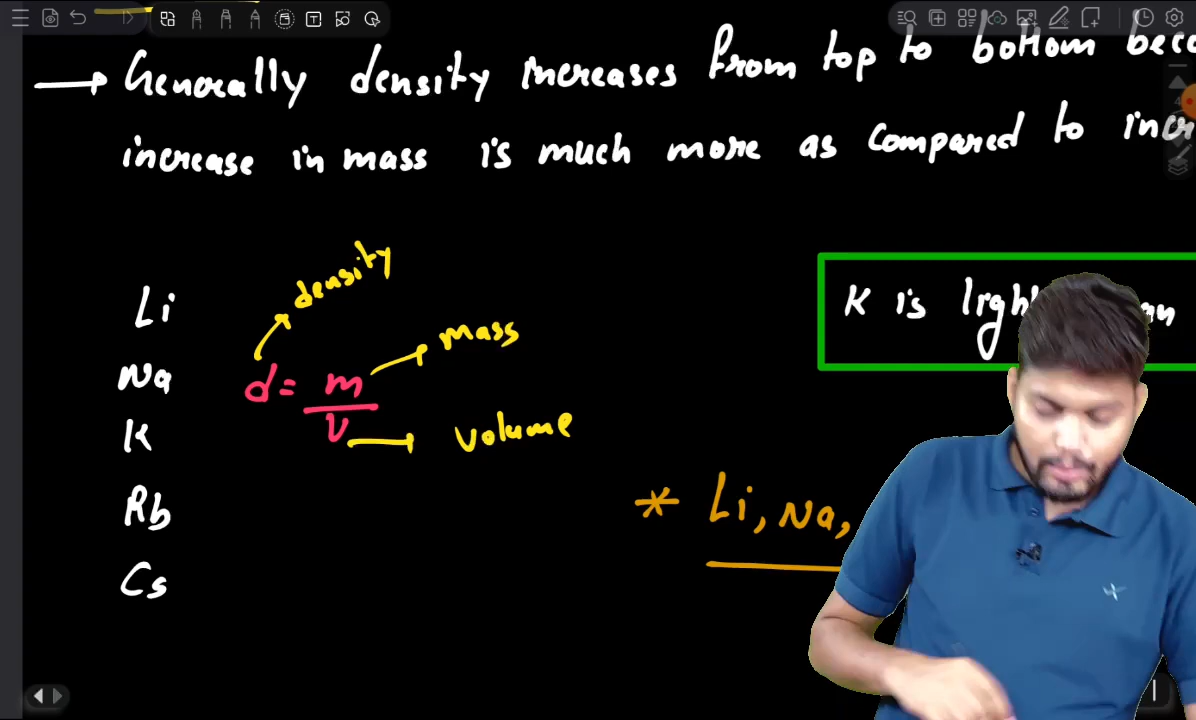 Generally density increases from top to bottom
increase in mass is much more as compared to
Li
density
mass
Na
d = m
v
K
volume
Rb
Cs
K is
* Li, Na,